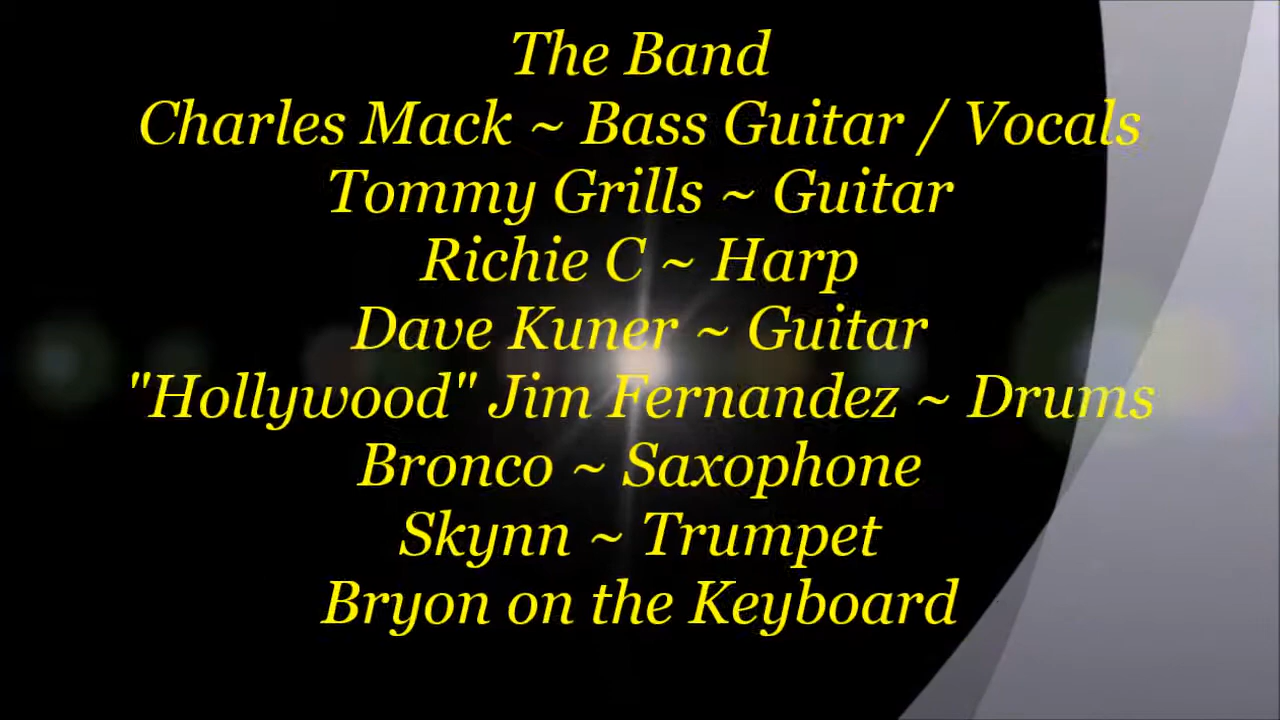 The Band
Charles Mack ~ Bass Guitar / Vocals
Tommy Grills ~ Guitar
Richie C ~ Harp
Dave Kuner ~ Guitar
"Hollywood" Jim Fernandez ~ Drums
Bronco ~ Saxophone
Skynn ~ Trumpet
Bryon on the Keyboard